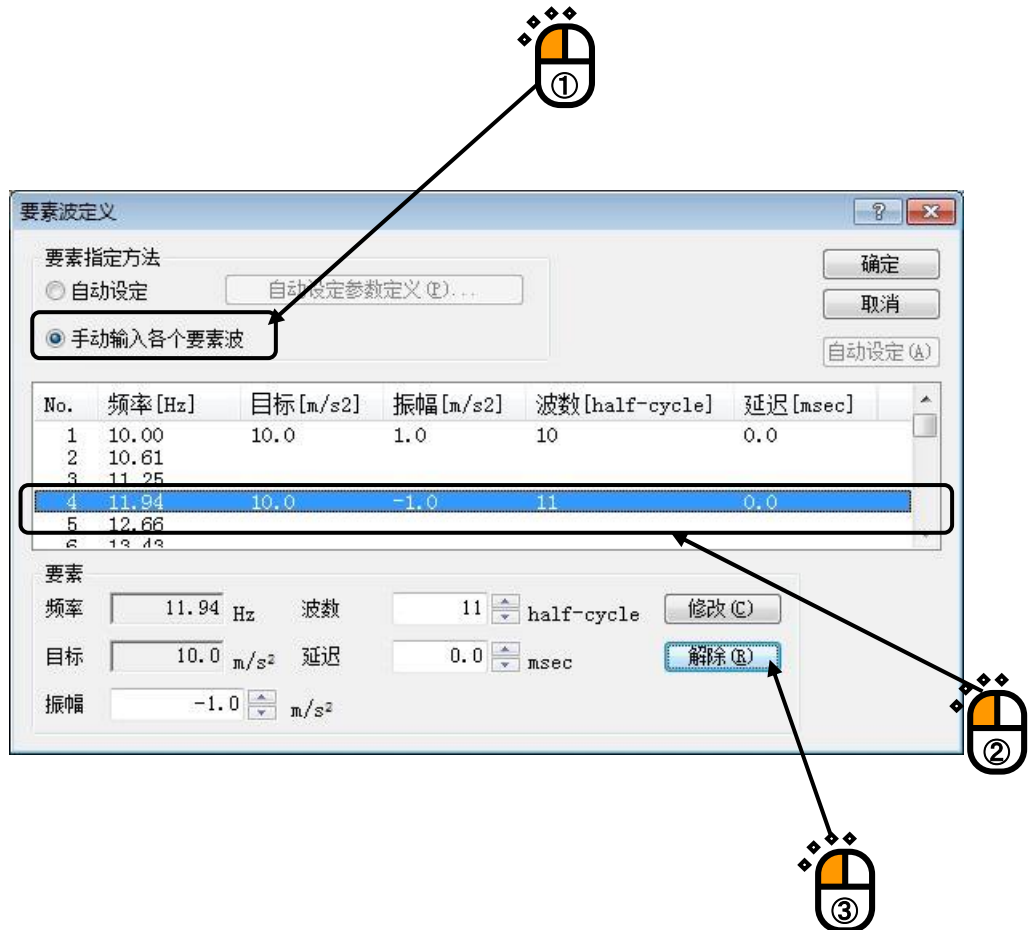 ①
要素波定义
要素指定方法
自动设定 自动设定参数定义(P)...
手动输入各个要素波
确定
取消
自动设定(A)
No. 频率[Hz] 目标[m/s2] 振幅[m/s2] 波数[half-cycle] 延迟[msec]
1 10.00 10.0 1.0 10 0.0
2 10.61
3 11.25
4 11.94 10.0 -1.0 11 0.0
5 12.66
6 13.43
要素
频率 11.94 Hz 波数 11 half-cycle 修改(C)
目标 10.0 m/s² 延迟 0.0 msec 解除(R)
振幅 -1.0 m/s²
②
③